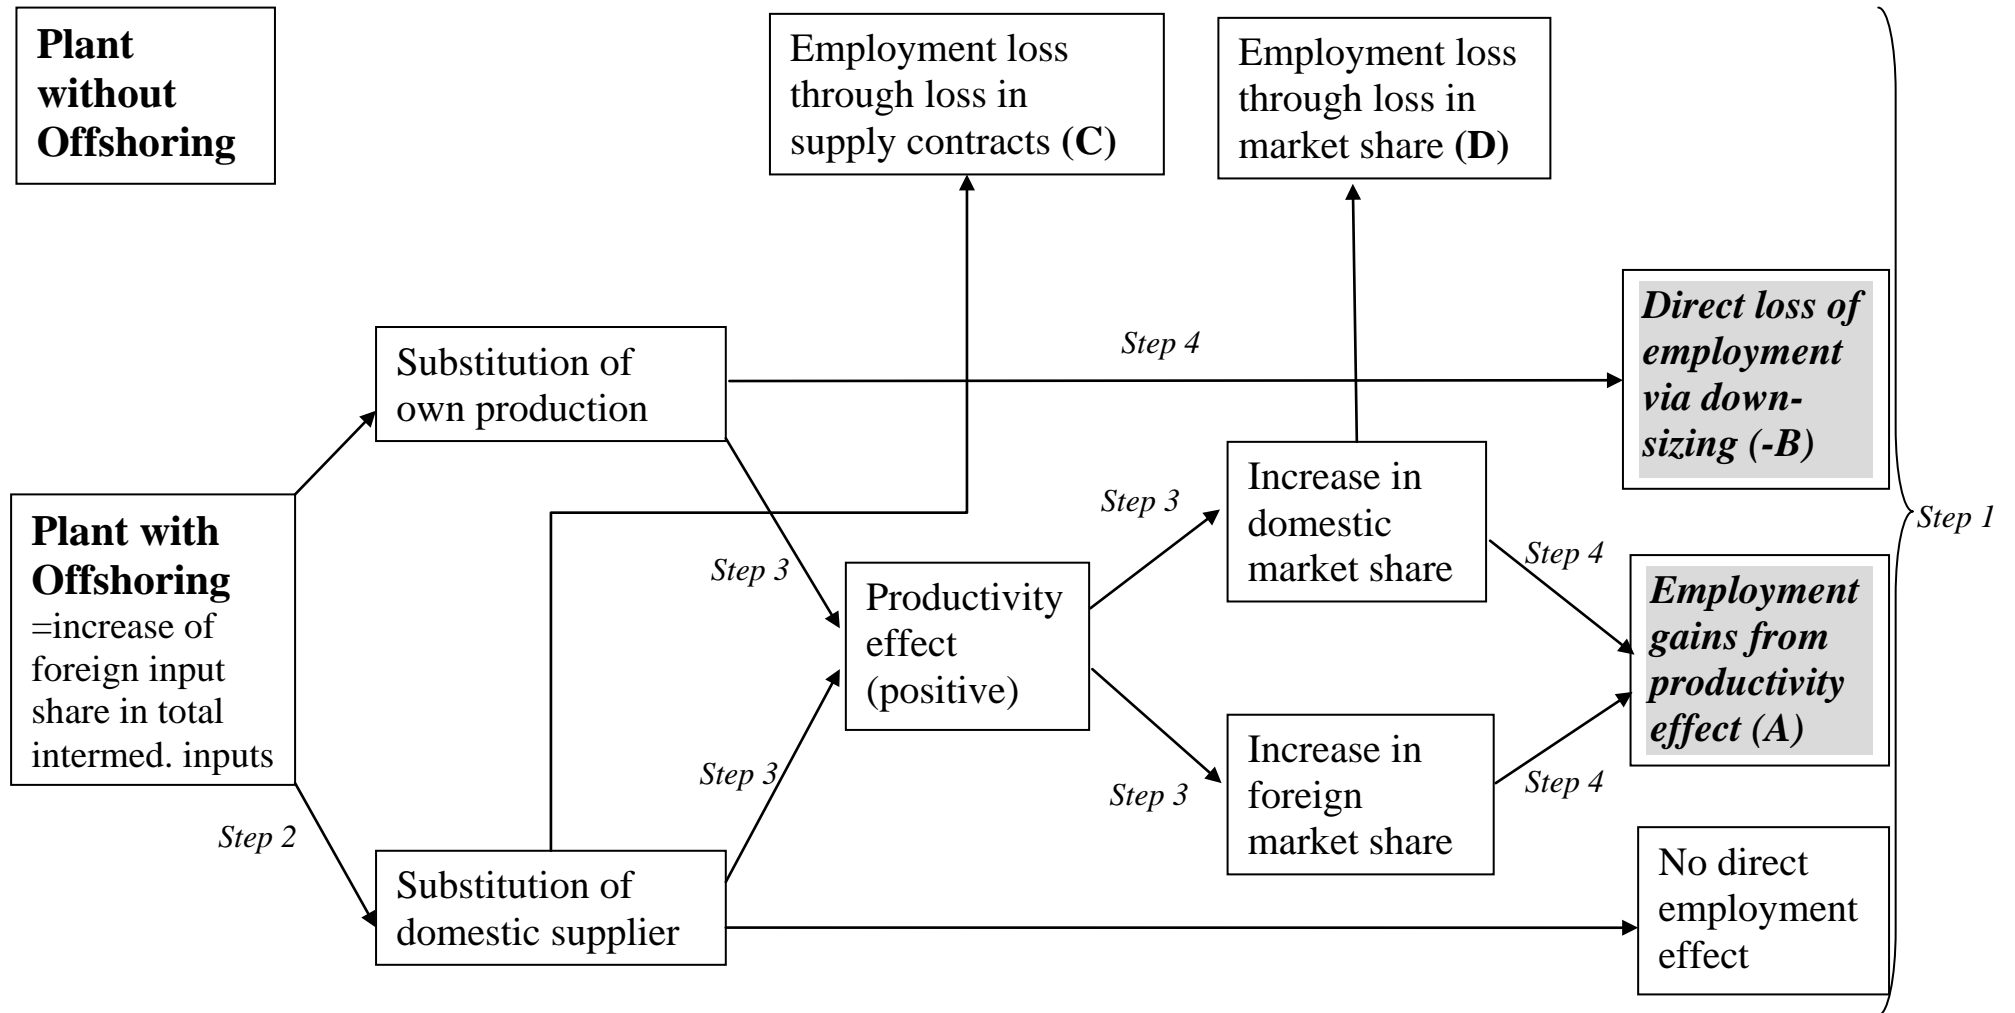 Plant
without
Offshoring
Employment loss
through loss in
supply contracts (C)
Employment loss
through loss in
market share (D)
Substitution of
own production
Step 4
Direct loss of
employment
via down-
sizing (-B)
Plant with
Offshoring
=increase of
foreign input
share in total
intermed. inputs
Step 3
Productivity
effect
(positive)
Step 3
Increase in
domestic
market share
Step 4
Employment
gains from
productivity
effect (A)
Step 1
Step 3
Step 3
Increase in
foreign
market share
Step 4
Step 2
Substitution of
domestic supplier
No direct
employment
effect